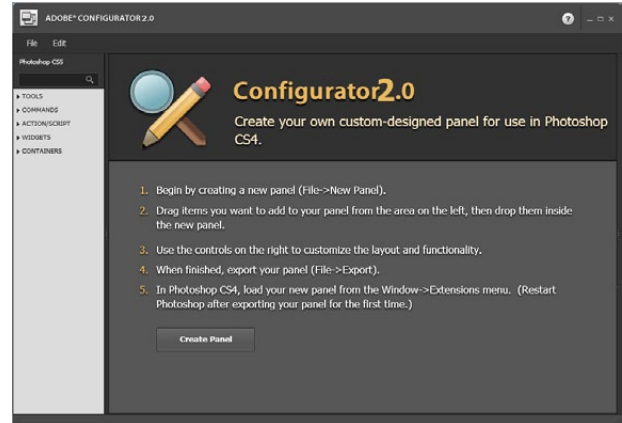 ADOBE® CONFIGURATOR 2.0
File Edit
Photoshop CS5
TOOLS
COMMANDS
ACTION/SCRIPT
WIDGETS
CONTAINERS
Configurator2.0
Create your own custom-designed panel for use in Photoshop
CS4.
1. Begin by creating a new panel (File->New Panel).
2. Drag items you want to add to your panel from the area on the left, then drop them inside
the new panel.
3. Use the controls on the right to customize the layout and functionality.
4. When finished, export your panel (File->Export).
5. In Photoshop CS4, load your new panel from the Window->Extensions menu. (Restart
Photoshop after exporting your panel for the first time.)
Create Panel